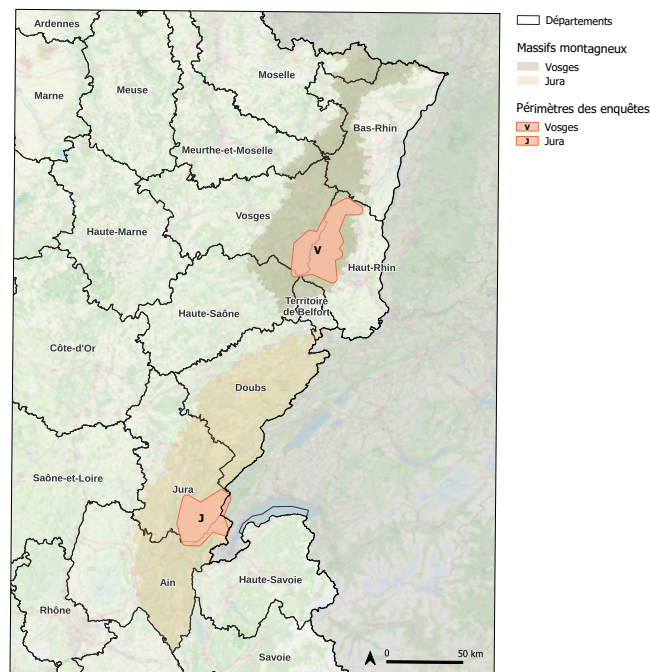 Ardennes
Départements
Massifs montagneux
Vosges
Jura
Périmètres des enquêtes
V Vosges
J Jura
Moselle
Meuse
Marne
Bas-Rhin
Meurthe-et-Moselle
Vosges
Haute-Marne
V
Haut-Rhin
Territoire
de Belfort
Haute-Saône
Côte-d'Or
Doubs
Saône-et-Loire
Jura
J
Ain
Haute-Savoie
Rhône
Savoie
0 50 km